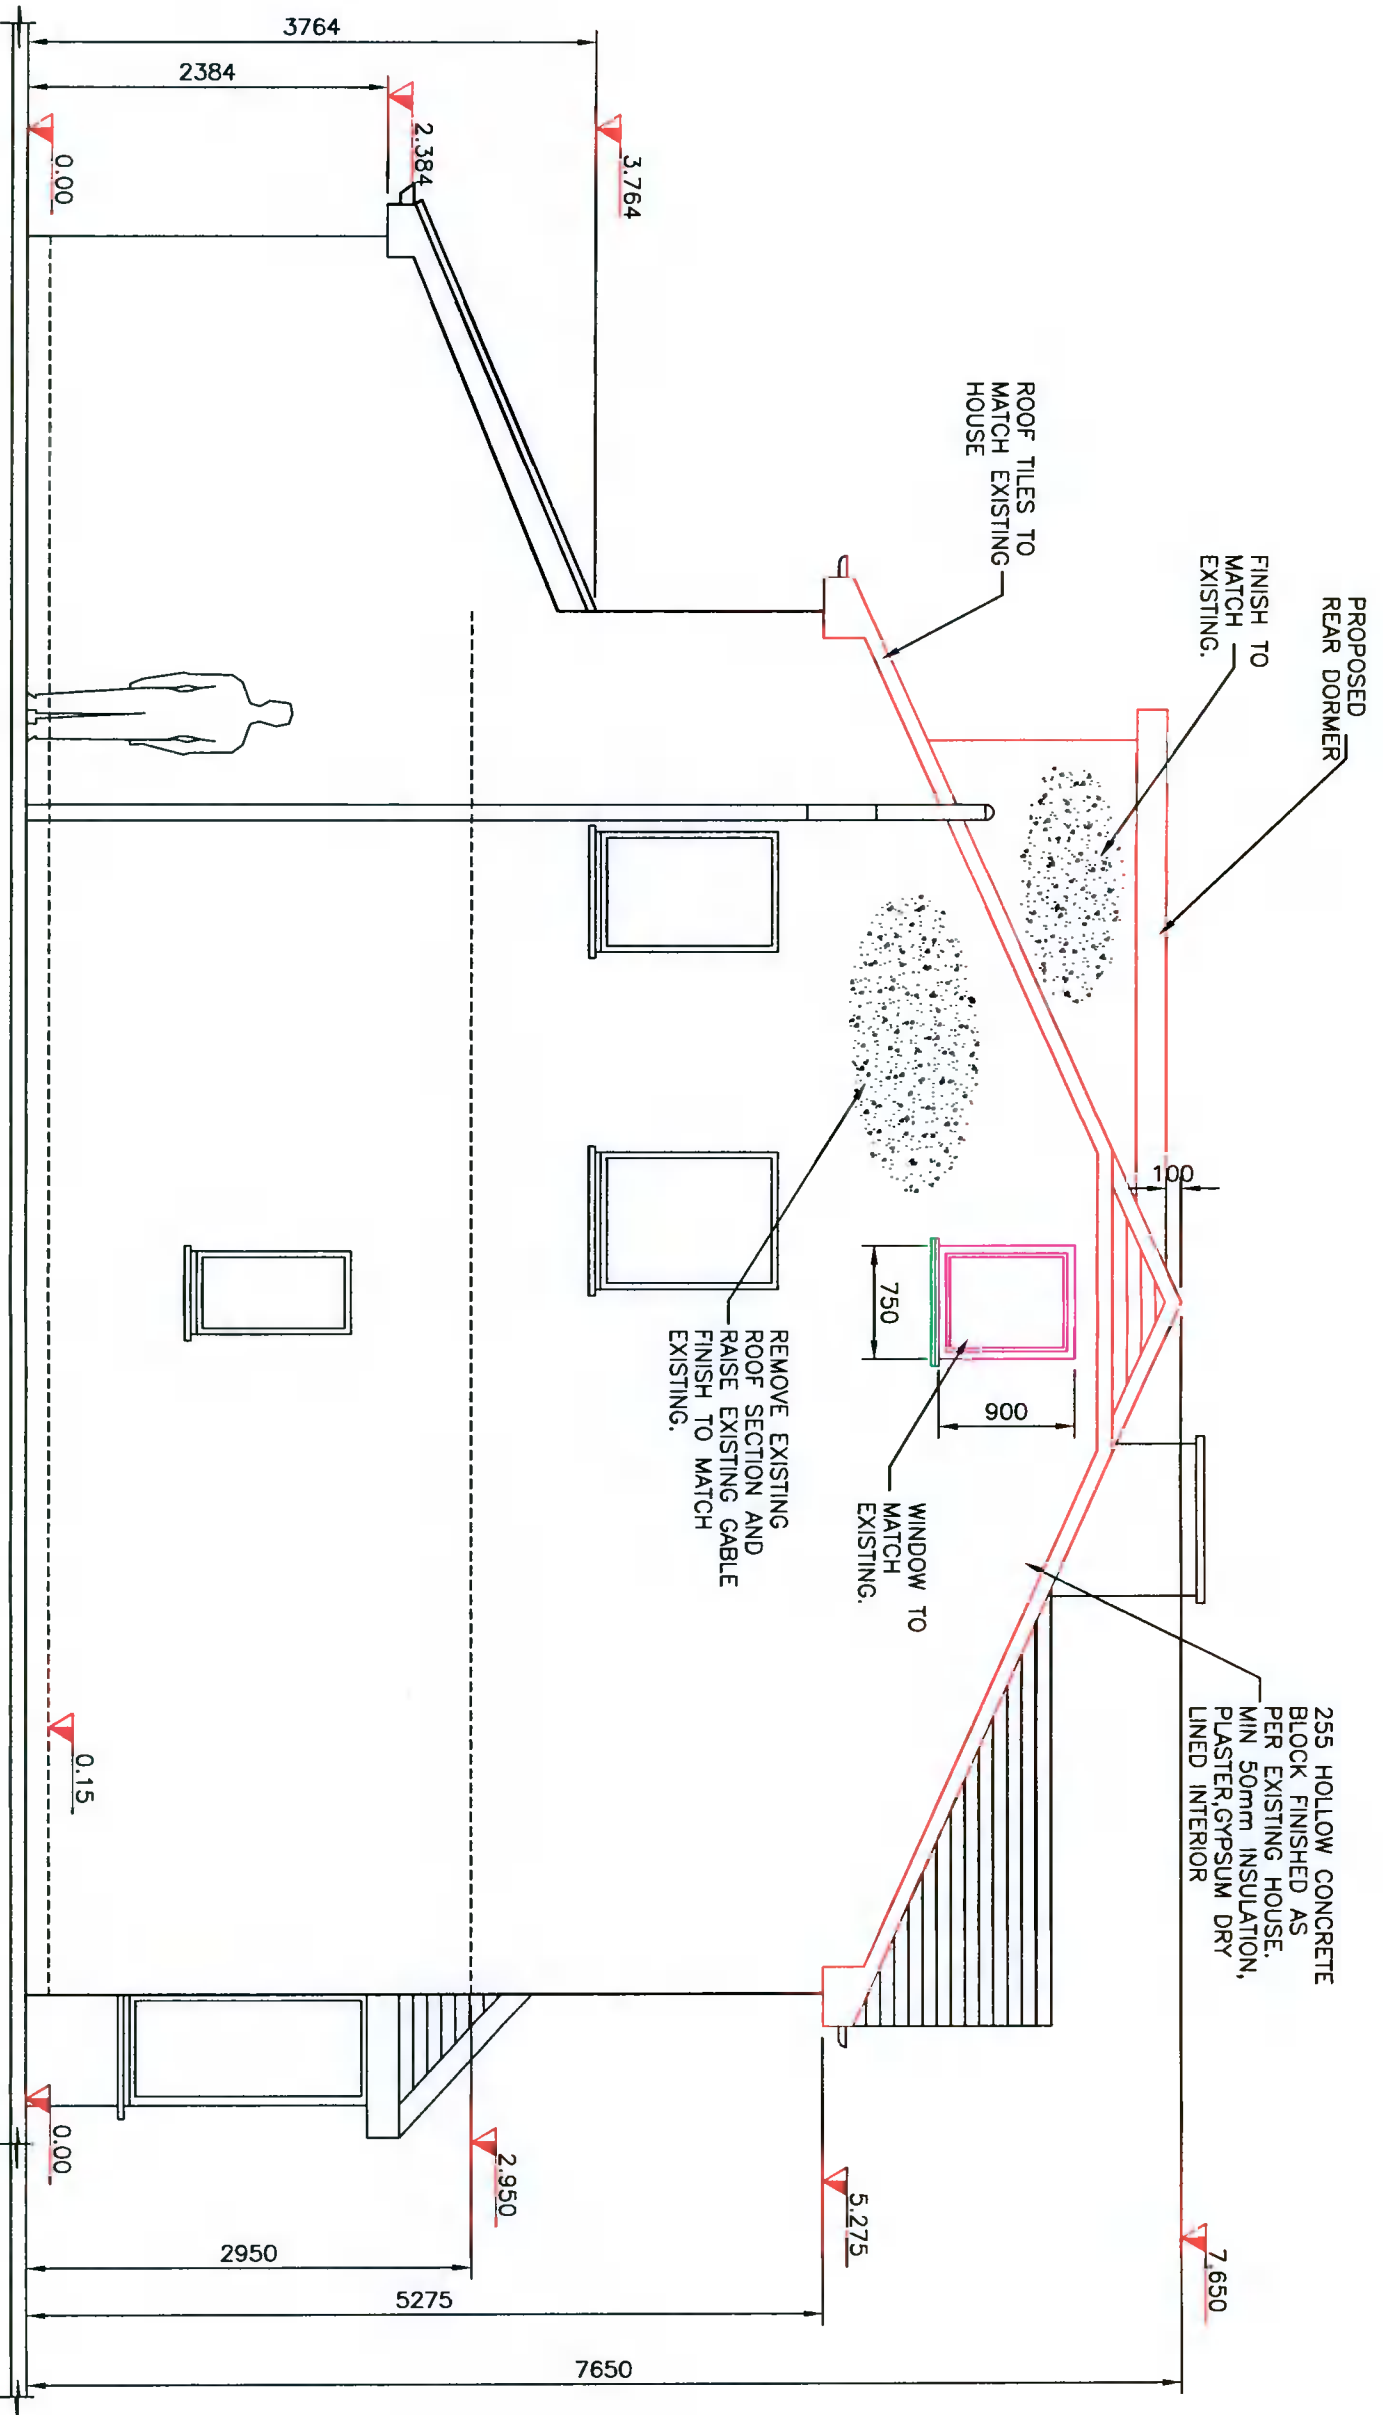 PROPOSED
REAR DORMER
FINISH TO
MATCH
EXISTING.
ROOF TILES TO
MATCH EXISTING
HOUSE
255 HOLLOW CONCRETE
BLOCK FINISHED AS
PER EXISTING HOUSE.
MIN 50mm INSULATION,
PLASTER,GYPSUM DRY
LINED INTERIOR
WINDOW TO
MATCH
EXISTING.
REMOVE EXISTING
ROOF SECTION AND
RAISE EXISTING GABLE
FINISH TO MATCH
EXISTING.
100
750
900
3764
2384
3.764
2.384
0.00
0.15
0.00
2.950
5.275
7.650
2950
5275
7650